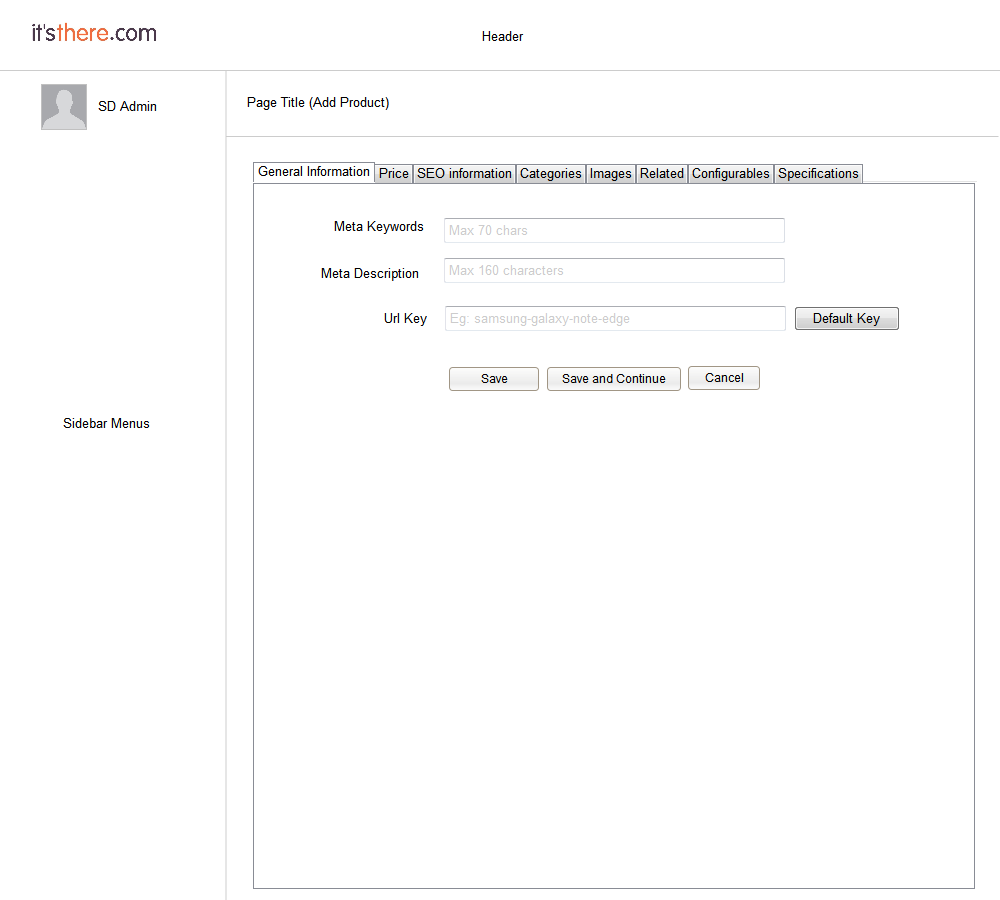 it'sthere.com
Header
SD Admin
Page Title (Add Product)
General Information Price SEO information Categories Images Related Configurables Specifications
Meta Keywords Max 70 chars
Meta Description Max 160 characters
Url Key Eg: samsung-galaxy-note-edge Default Key
Save Save and Continue Cancel
Sidebar Menus